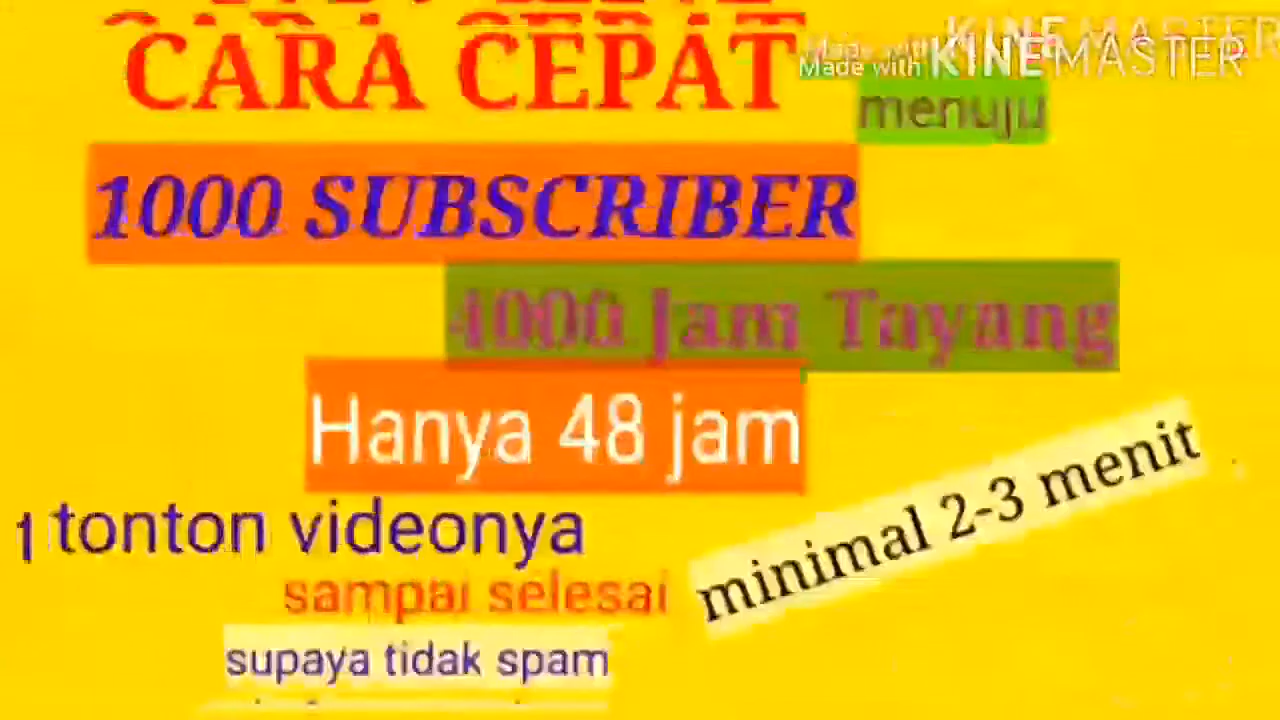 CARA CEPAT
Made with KINEMASTER
menuju
1000 SUBSCRIBER
4000 Jam Tayang
Hanya 48 jam
1 tonton videonya
minimal 2-3 menit
sampai selesai
supaya tidak spam